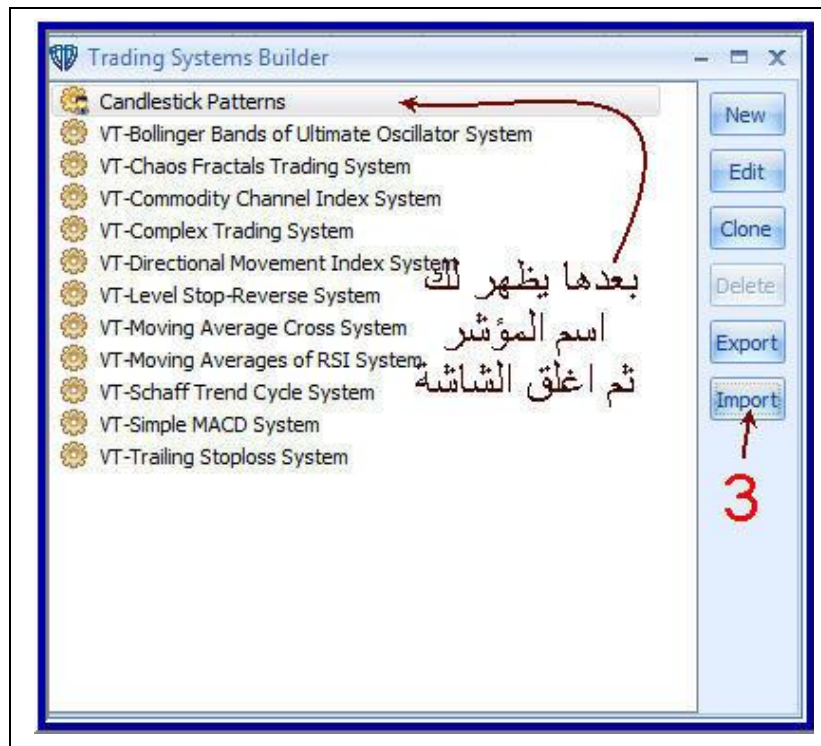 Trading Systems Builder
Candlestick Patterns
VT-Bollinger Bands of Ultimate Oscillator System
VT-Chaos Fractals Trading System
VT-Commodity Channel Index System
VT-Complex Trading System
VT-Directional Movement Index System
VT-Level Stop-Reverse System
VT-Moving Average Cross System
VT-Moving Averages of RSI System
VT-Schaff Trend Cycle System
VT-Simple MACD System
VT-Trailing Stoploss System
بعدها يظهر لك
اسم المؤشر
ثم اغلق الشاشة
New
Edit
Clone
Delete
Export
Import
3